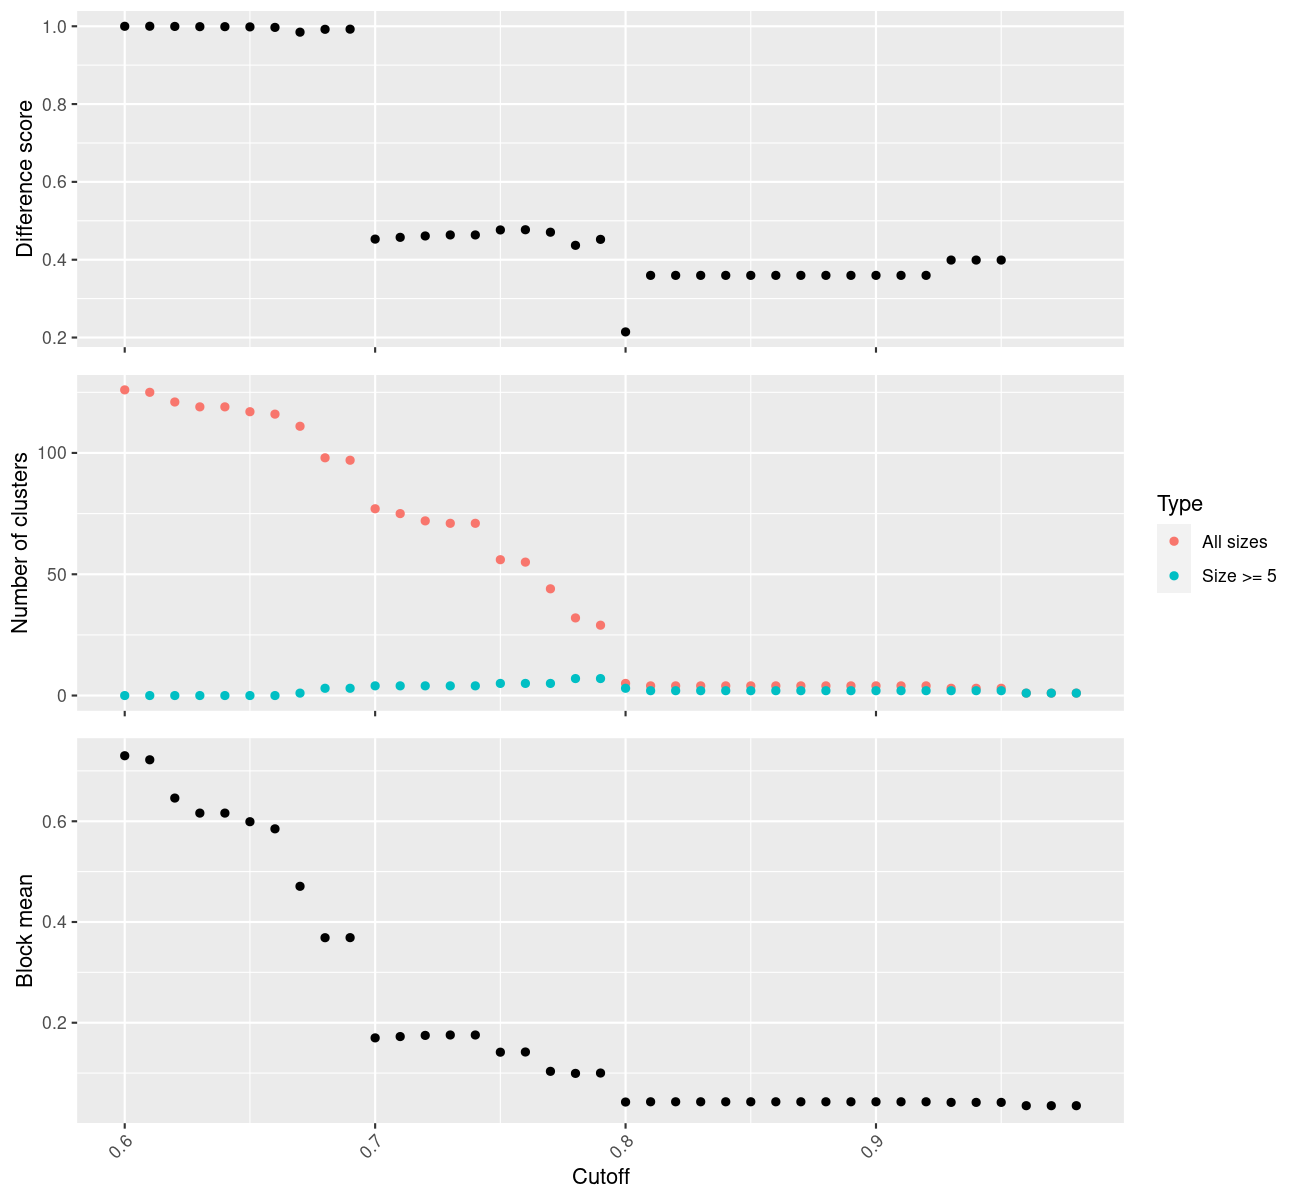 Difference score
1.0
0.8
0.6
0.4
0.2
Number of clusters
100
50
0
Type
All sizes
Size >= 5
Block mean
0.6
0.4
0.2
0.6
0.7
0.8
0.9
Cutoff